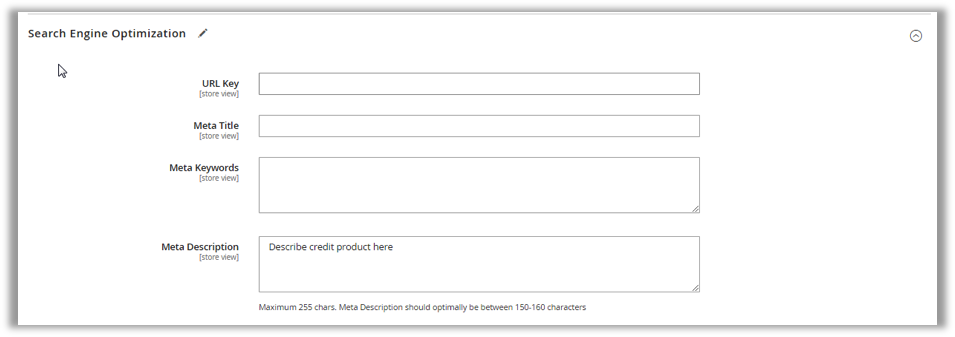 Search Engine Optimization
URL Key
[store view]
Meta Title
[store view]
Meta Keywords
[store view]
Meta Description
[store view]
Describe credit product here
Maximum 255 chars. Meta Description should optimally be between 150-160 characters